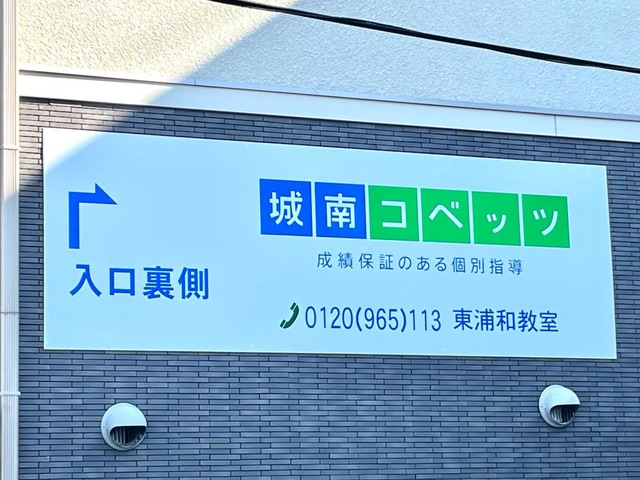 入口裏側
城南コベッツ
成績保証のある個別指導
0120(965)113 東浦和教室